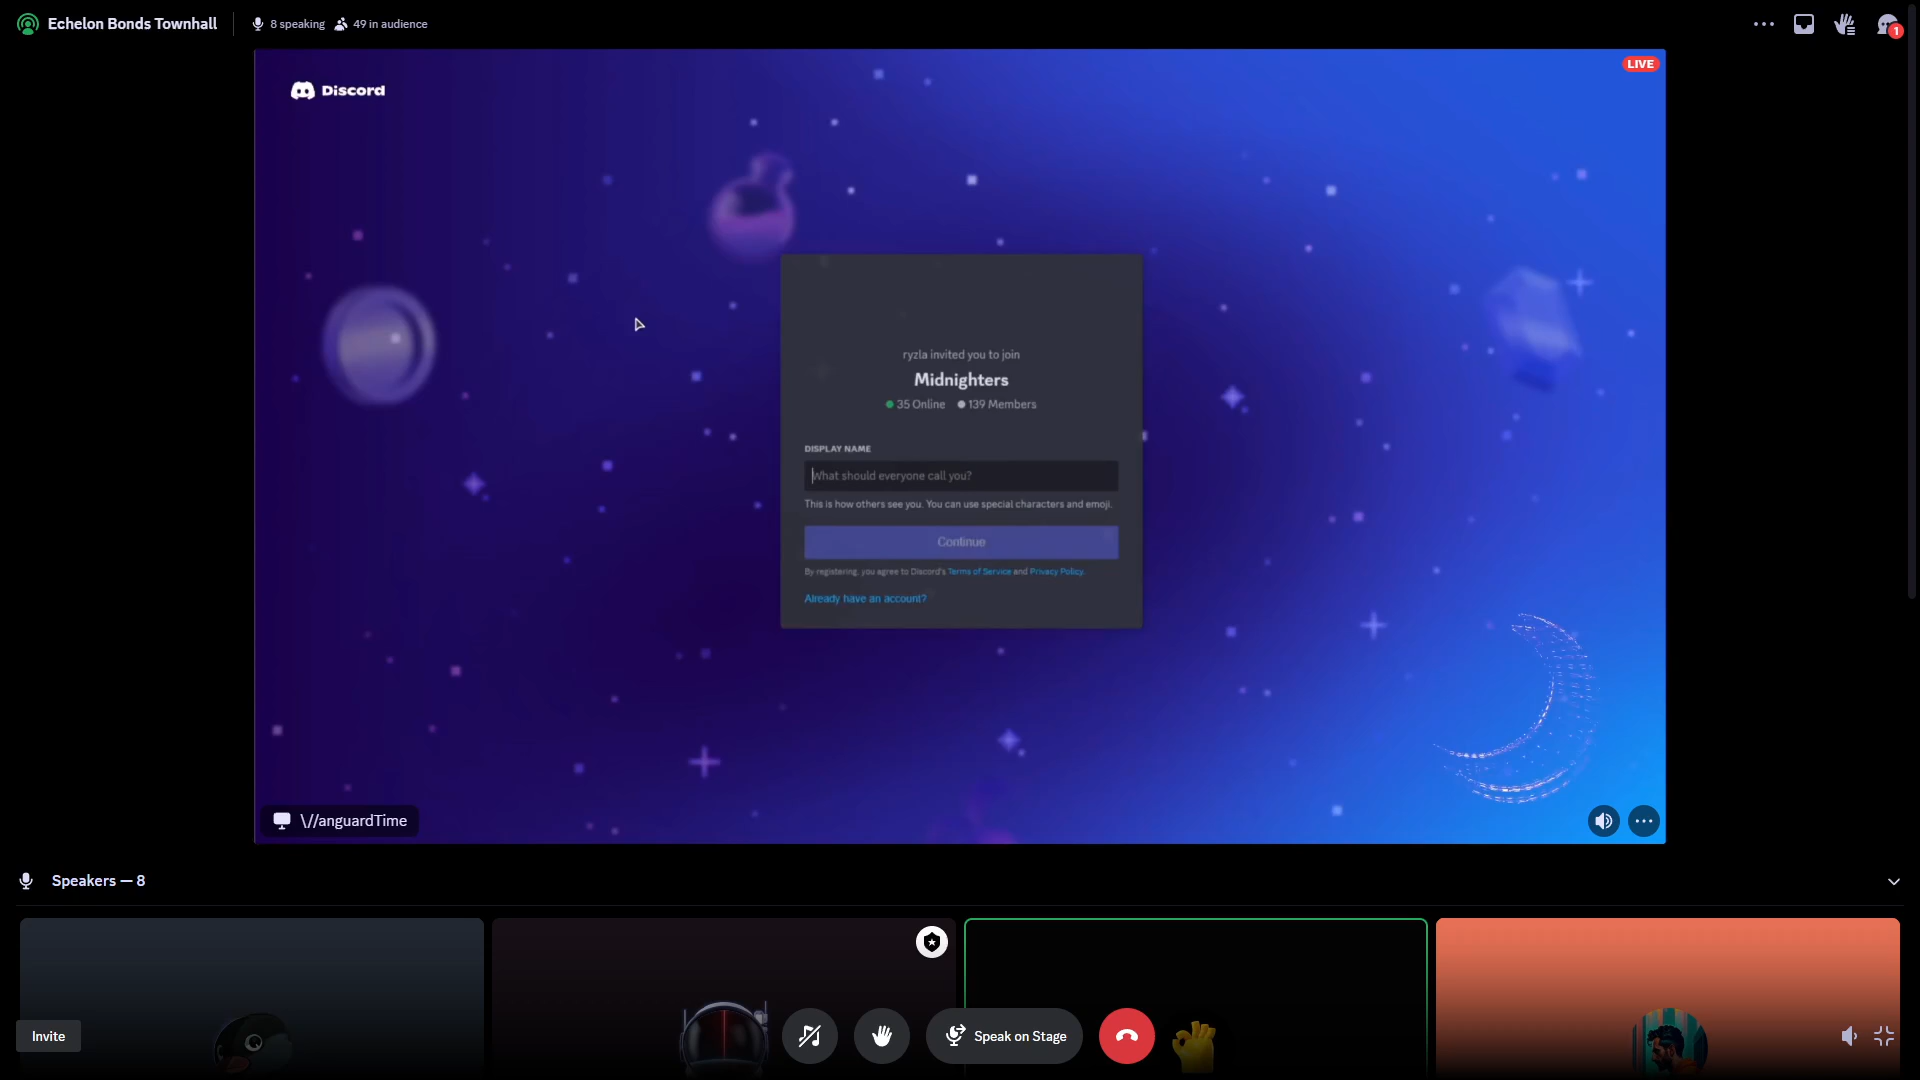 Echelon Bonds Townhall
8 speaking
49 in audience
1
LIVE
Discord
ryzla invited you to join
Midnighters
35 Online
139 Members
DISPLAY NAME
What should everyone call you?
This is how others see you. You can use special characters and emoji.
Continue
By registering, you agree to Discord's Terms of Service and Privacy Policy.
Already have an account?
\//anguardTime
Speakers — 8
Invite
Speak on Stage